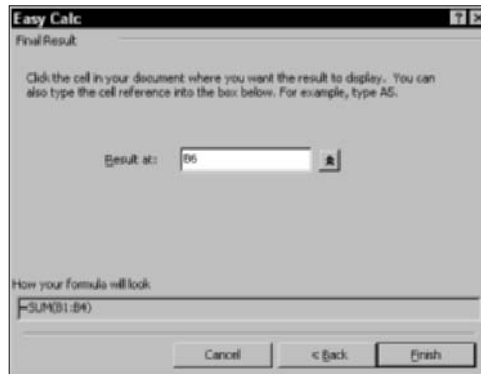 Easy Calc
Final Result
Click the cell in your document where you want the result to display. You can
also type the cell reference into the box below. For example, type A5.
Result at: B6
How your formula will look
=SUM(B1:B4)
Cancel < Back Finish